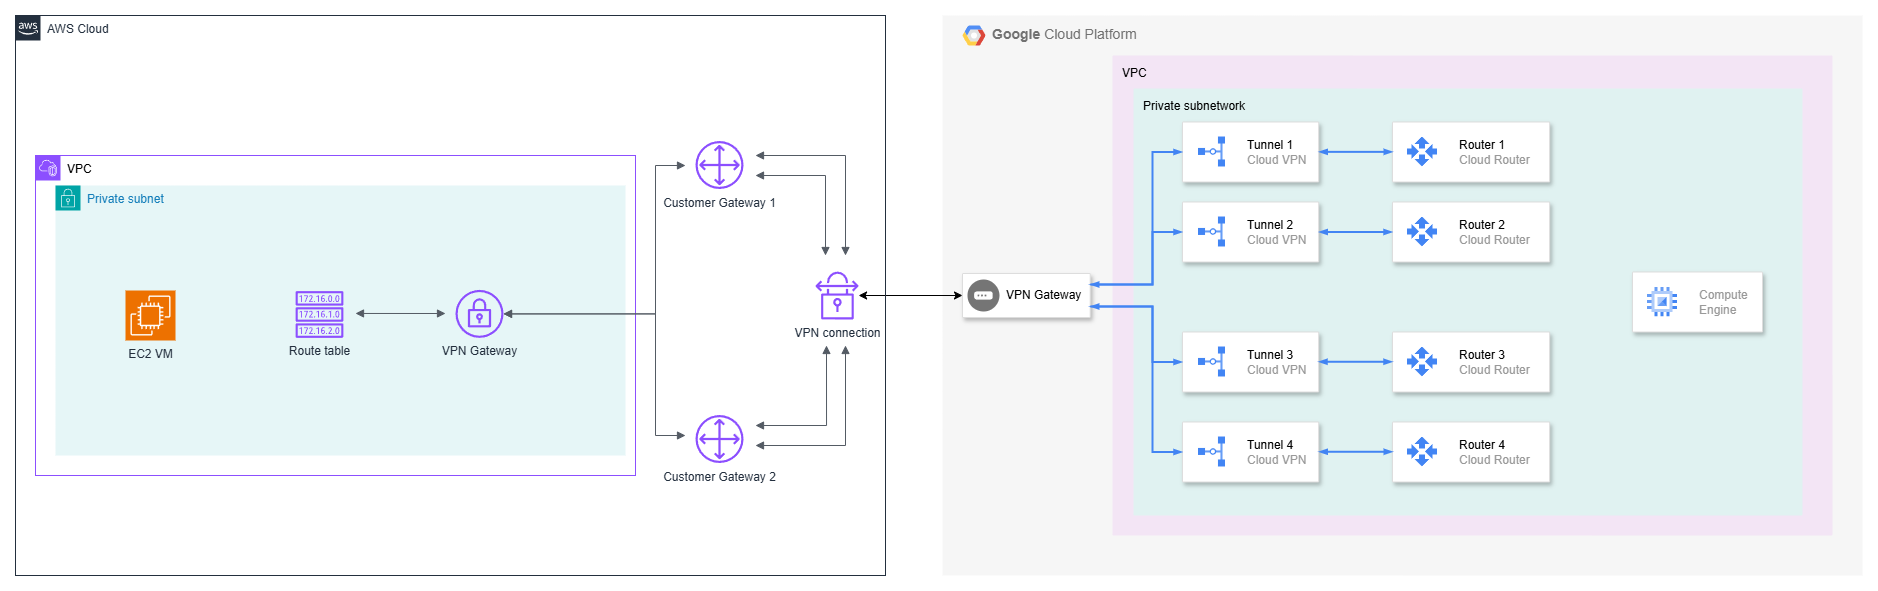 aws
AWS Cloud
VPC
Private subnet
EC2 VM
172.16.0.0
172.16.1.0
172.16.2.0
Route table
VPN Gateway
Customer Gateway 1
Customer Gateway 2
VPN connection
Google Cloud Platform
VPC
Private subnetwork
VPN Gateway
Tunnel 1
Cloud VPN
Router 1
Cloud Router
Tunnel 2
Cloud VPN
Router 2
Cloud Router
Tunnel 3
Cloud VPN
Router 3
Cloud Router
Tunnel 4
Cloud VPN
Router 4
Cloud Router
Compute
Engine